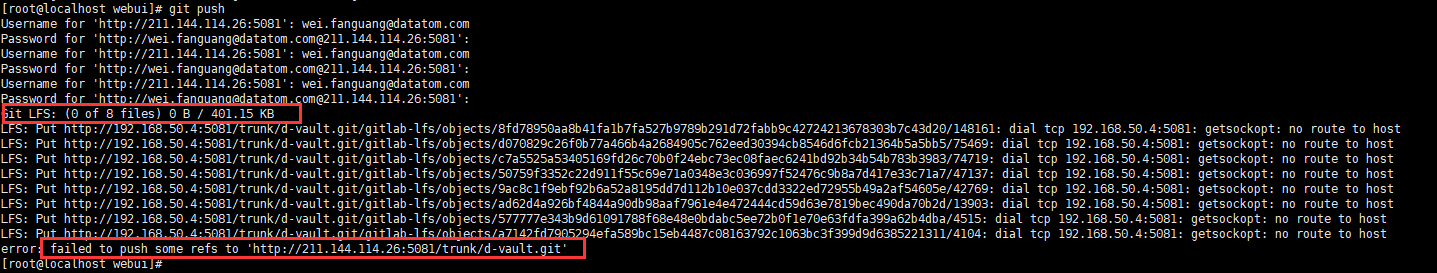 [root@localhost webui]# git push
Username for 'http://211.144.114.26:5081': wei.fanguang@datatom.com
Password for 'http://wei.fanguang@datatom.com@211.144.114.26:5081':
Username for 'http://211.144.114.26:5081': wei.fanguang@datatom.com
Password for 'http://wei.fanguang@datatom.com@211.144.114.26:5081':
Username for 'http://211.144.114.26:5081': wei.fanguang@datatom.com
Password for 'http://wei.fanguang@datatom.com@211.144.114.26:5081':
Git LFS: (0 of 8 files) 0 B / 401.15 KB
LFS: Put http://192.168.50.4:5081/trunk/d-vault.git/gitlab-lfs/objects/8fd78950aa8b41fa1b7fa527b9789b291d72fabb9c42724213678303b7c43d20/148161: dial tcp 192.168.50.4:5081: getsockopt: no route to host
LFS: Put http://192.168.50.4:5081/trunk/d-vault.git/gitlab-lfs/objects/d070829c26f0b77a466b4a2684905c762eed30394cb8546d6fcb21364b5a5bb5/75469: dial tcp 192.168.50.4:5081: getsockopt: no route to host
LFS: Put http://192.168.50.4:5081/trunk/d-vault.git/gitlab-lfs/objects/c7a5525a53405169fd26c70b0f24ebc73ec08faec6241bd92b34b54b783b3983/74719: dial tcp 192.168.50.4:5081: getsockopt: no route to host
LFS: Put http://192.168.50.4:5081/trunk/d-vault.git/gitlab-lfs/objects/50759f3352c22d911f55c69e71a0348e3c036997f52476c9b8a7d417e33c71a7/47137: dial tcp 192.168.50.4:5081: getsockopt: no route to host
LFS: Put http://192.168.50.4:5081/trunk/d-vault.git/gitlab-lfs/objects/9ac8c1f9ebf92b6a52a8195dd7d112b10e037cdd3322ed72955b49a2af54605e/42769: dial tcp 192.168.50.4:5081: getsockopt: no route to host
LFS: Put http://192.168.50.4:5081/trunk/d-vault.git/gitlab-lfs/objects/ad62d4a926bf4844a90db98aaf7961e4e472444cd59d63e7819bec490da70b2d/13903: dial tcp 192.168.50.4:5081: getsockopt: no route to host
LFS: Put http://192.168.50.4:5081/trunk/d-vault.git/gitlab-lfs/objects/577777e343b9d61091788f68e48e0bdabc5ee72b0f1e70e63fdfa399a62b4dba/4515: dial tcp 192.168.50.4:5081: getsockopt: no route to host
LFS: Put http://192.168.50.4:5081/trunk/d-vault.git/gitlab-lfs/objects/a7142fd7905294efa589bc15eb4487c08163792c1063bc3f399d9d6385221311/4104: dial tcp 192.168.50.4:5081: getsockopt: no route to host
error: failed to push some refs to 'http://211.144.114.26:5081/trunk/d-vault.git'
[root@localhost webui]#